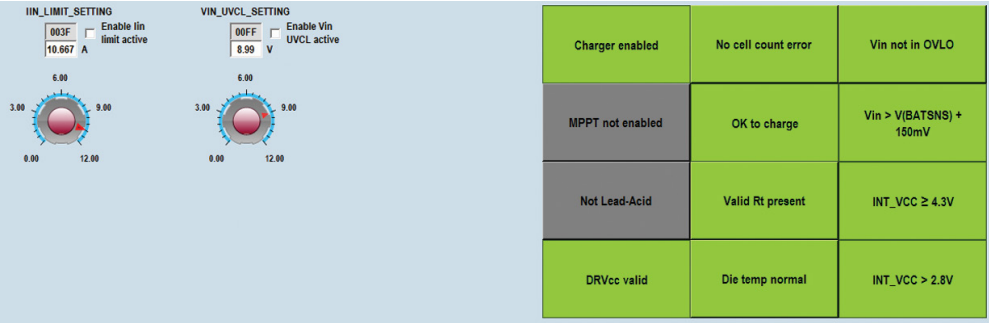 IIN_LIMIT_SETTING
003F
Enable Iin
limit active
10.667 A
6.00
3.00
9.00
0.00
12.00
VIN_UVCL_SETTING
00FF
Enable Vin
UVCL active
8.99 V
6.00
3.00
9.00
0.00
12.00
Charger enabled
No cell count error
Vin not in OVLO
MPPT not enabled
OK to charge
Vin > V(BATSNS) +
150mV
Not Lead-Acid
Valid Rt present
INT_VCC ≥ 4.3V
DRVcc valid
Die temp normal
INT_VCC > 2.8V